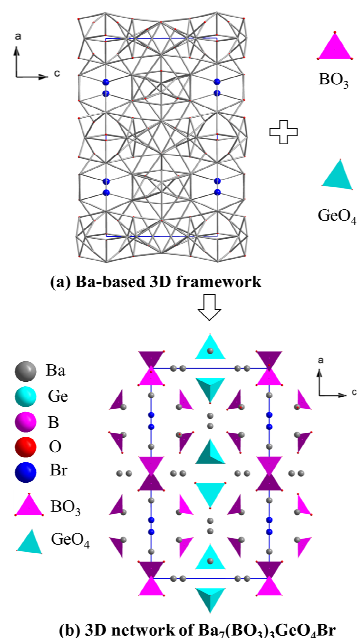 a
c
BO3
GeO4
(a) Ba-based 3D framework
Ba
Ge
B
O
Br
BO3
GeO4
a
c
(b) 3D network of Ba7(BO3)3GeO4Br